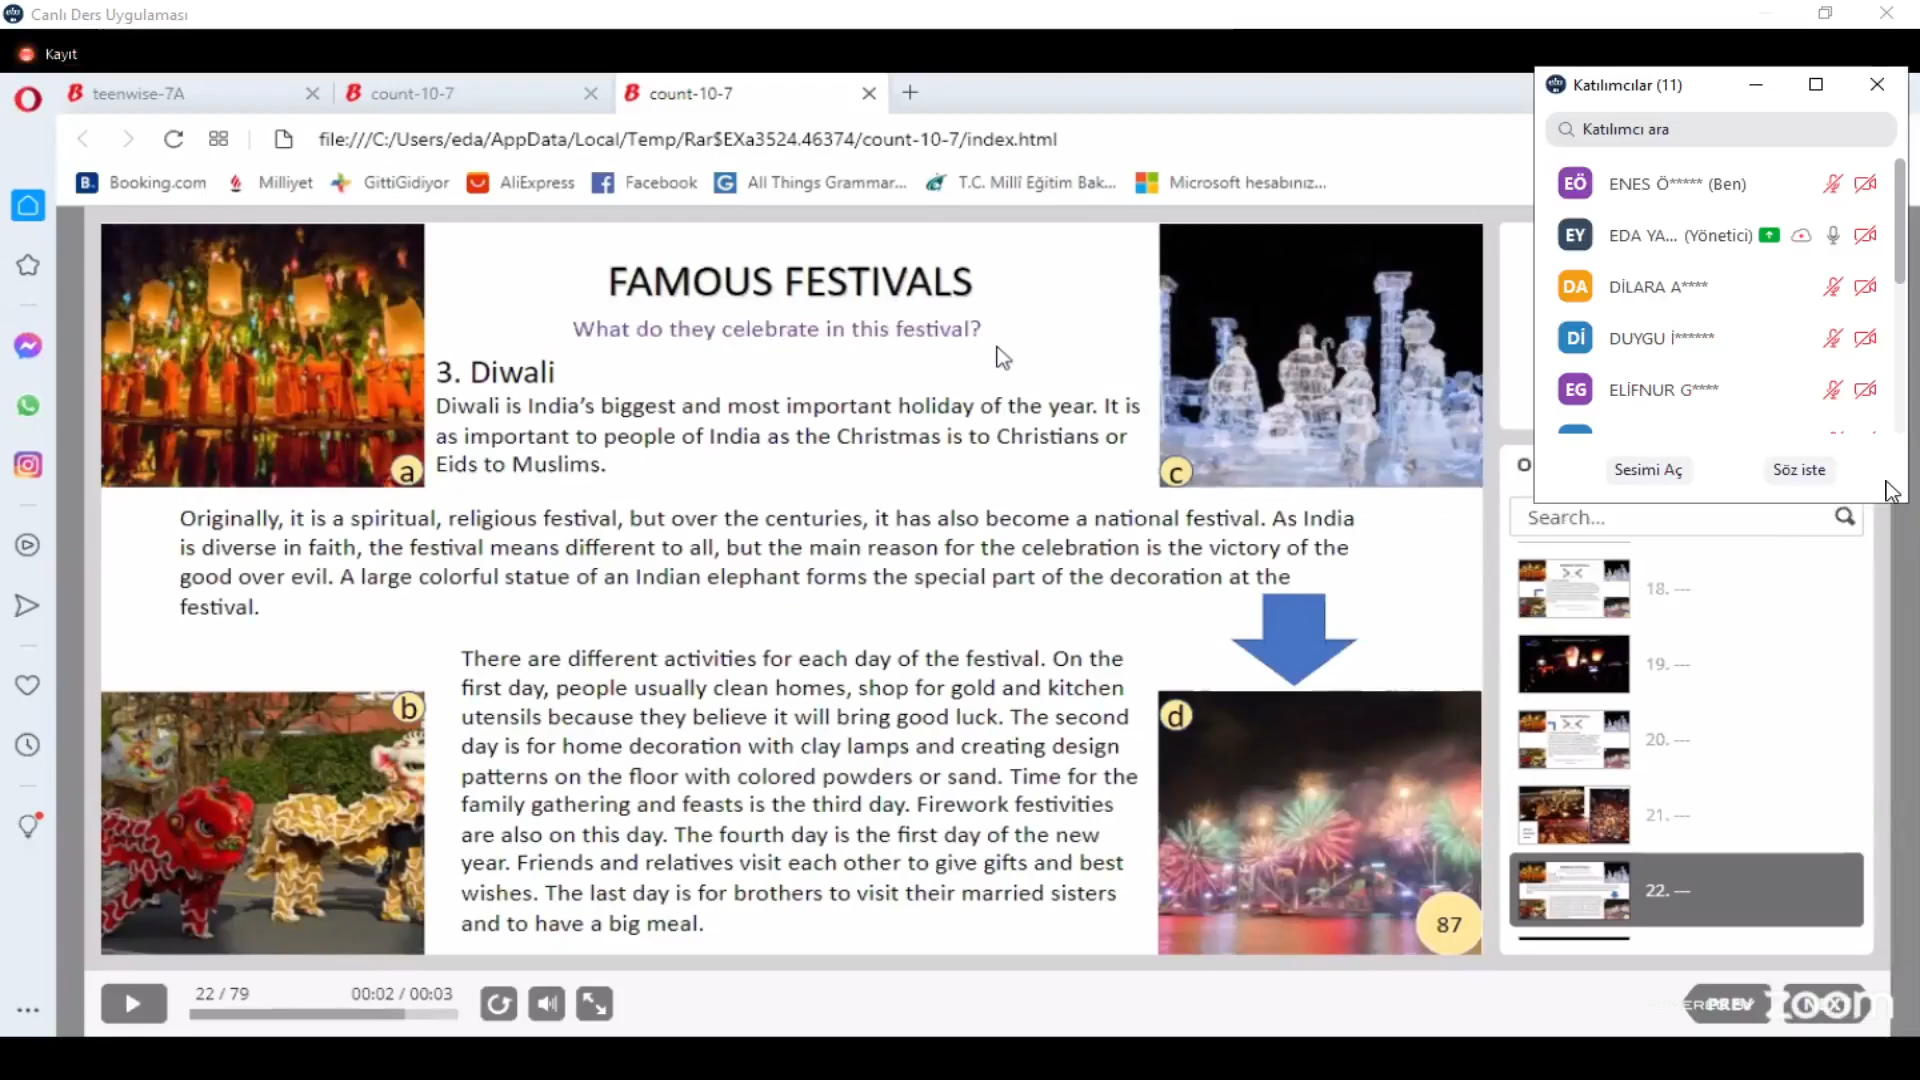 Canlı Ders Uygulaması
Kayıt
teenwise-7A
count-10-7
count-10-7
file:///C:/Users/eda/AppData/Local/Temp/Rar$EXa3524.46374/count-10-7/index.html
Booking.com
Milliyet
GittiGidiyor
AliExpress
Facebook
All Things Grammar...
T.C. Millî Eğitim Bak...
Microsoft hesabınız...
Katılımcılar (11)
Katılımcı ara
EÖ ENES Ö***** (Ben)
EY EDA YA... (Yönetici)
DA DİLARA A****
Dİ DUYGU İ******
EG ELİFNUR G****
Sesimi Aç
Söz iste
FAMOUS FESTIVALS
What do they celebrate in this festival?
3. Diwali
Diwali is India’s biggest and most important holiday of the year. It is
as important to people of India as the Christmas is to Christians or
Eids to Muslims.
a
c
Originally, it is a spiritual, religious festival, but over the centuries, it has also become a national festival. As India
is diverse in faith, the festival means different to all, but the main reason for the celebration is the victory of the
good over evil. A large colorful statue of an Indian elephant forms the special part of the decoration at the
festival.
There are different activities for each day of the festival. On the
first day, people usually clean homes, shop for gold and kitchen
utensils because they believe it will bring good luck. The second
day is for home decoration with clay lamps and creating design
patterns on the floor with colored powders or sand. Time for the
family gathering and feasts is the third day. Firework festivities
are also on this day. The fourth day is the first day of the new
year. Friends and relatives visit each other to give gifts and best
wishes. The last day is for brothers to visit their married sisters
and to have a big meal.
b
d
87
O
Search...
18. ---
19. ---
20. ---
21. ---
22. ---
22 / 79
00:02 / 00:03
PREV
NEXT
zoom